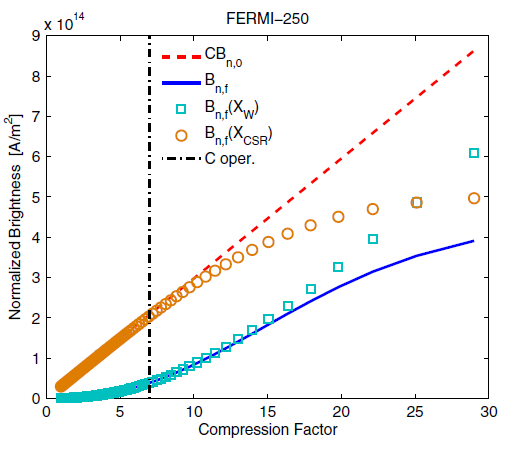 FERMI−250
x 10^14
9
8
7
6
5
4
3
2
1
0
Normalized Brightness [A/m²]
CB_n,0
B_n,f
B_n,f(X_W)
B_n,f(X_CSR)
C oper.
0 5 10 15 20 25 30
Compression Factor